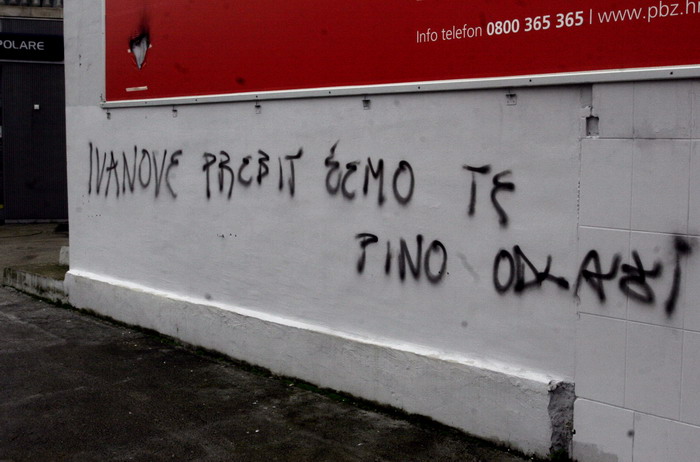 POLARE
Info telefon 0800 365 365 | www.pbz.h
IVANOVE PREBIT ĆEMO TE
PINO ODLAZI